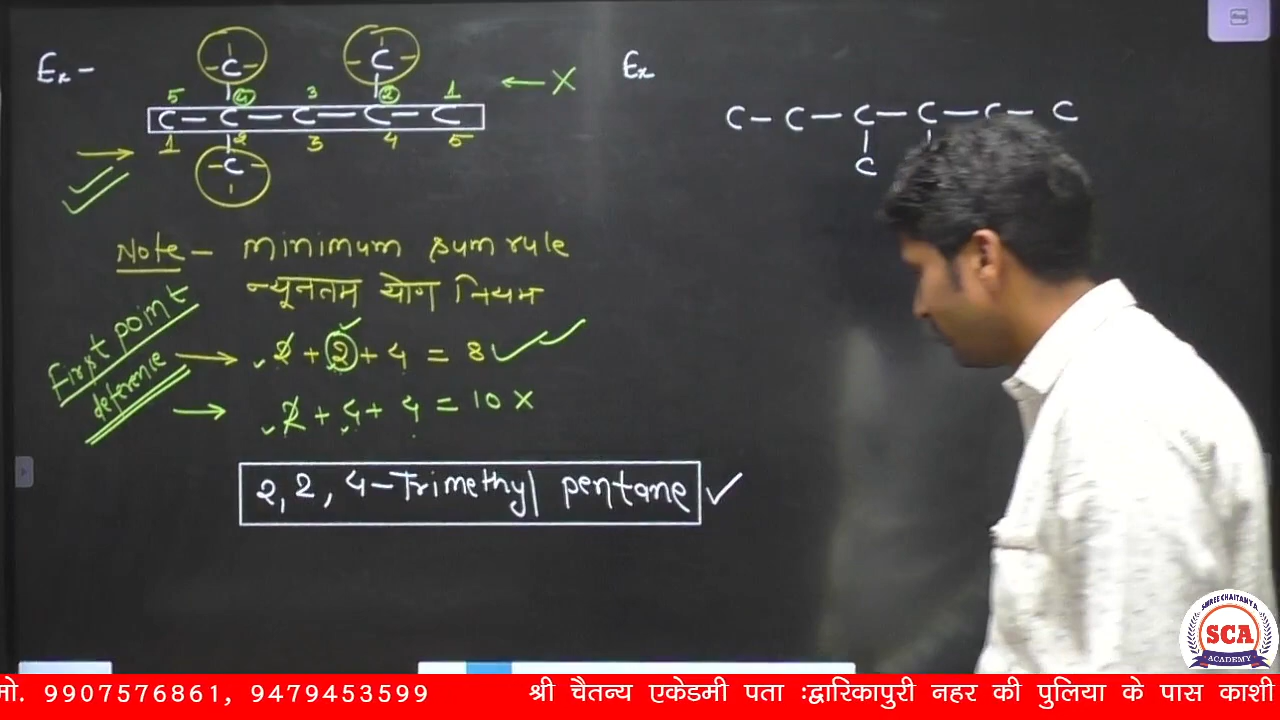 Ex -
C C
5 4 3 2 1
C - C - C - C - C
1 2 3 4 5
C
← X
Note - minimum sum rule
न्यूनतम योग नियम
First point
deference
2 + 2 + 4 = 8
2 + 4 + 4 = 10 X
2, 2, 4-Trimethyl pentane
Ex
C - C - C - C - C - C
C
SHREE CHAITANYA
SCA
ACADEMY
मो. 9907576861, 9479453599 श्री चैतन्य एकेडमी पता :द्वारिकापुरी नहर की पुलिया के पास काशी